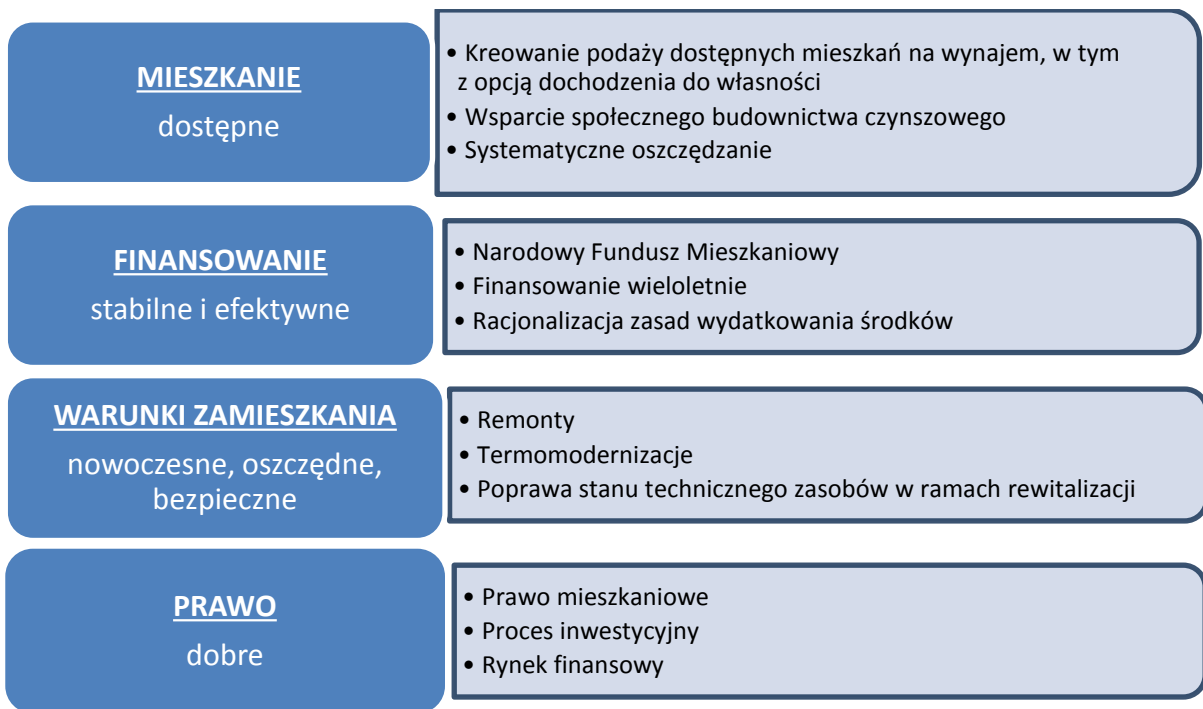 MIESZKANIE
dostępne
• Kreowanie podaży dostępnych mieszkań na wynajem, w tym
z opcją dochodzenia do własności
• Wsparcie społecznego budownictwa czynszowego
• Systematyczne oszczędzanie
FINANSOWANIE
stabilne i efektywne
• Narodowy Fundusz Mieszkaniowy
• Finansowanie wieloletnie
• Racjonalizacja zasad wydatkowania środków
WARUNKI ZAMIESZKANIA
nowoczesne, oszczędne,
bezpieczne
• Remonty
• Termomodernizacje
• Poprawa stanu technicznego zasobów w ramach rewitalizacji
PRAWO
dobre
• Prawo mieszkaniowe
• Proces inwestycyjny
• Rynek finansowy